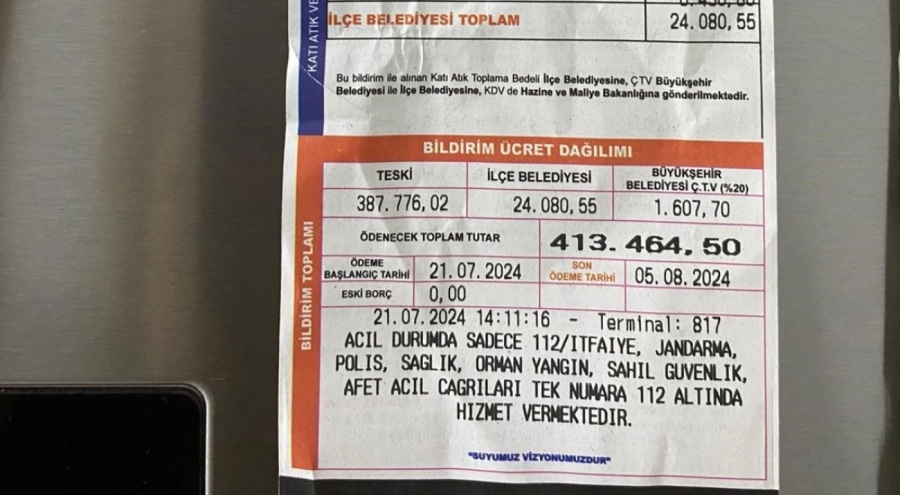 KATI ATIK VE
İLÇE BELEDİYESİ TOPLAM 24.080,55
Bu bildirim ile alınan Katı Atık Toplama Bedeli İlçe Belediyesine, ÇTV Büyükşehir
Belediyesi ile İlçe Belediyesine, KDV de Hazine ve Maliye Bakanlığına gönderilmektedir.
BİLDİRİM TOPLAMI
BİLDİRİM ÜCRET DAĞILIMI
TESKİ İLÇE BELEDİYESİ BÜYÜKŞEHİR
BELEDİYESİ Ç.T.V (%20)
387.776,02 24.080,55 1.607,70
ÖDENECEK TOPLAM TUTAR 413.464,50
ÖDEME
BAŞLANGIÇ TARİHİ 21.07.2024 SON
ÖDEME TARİHİ 05.08.2024
ESKİ BORÇ 0,00
21.07.2024 14:11:16 - Terminal: 817
ACIL DURUMDA SADECE 112/ITFAIYE, JANDARMA,
POLIS, SAGLIK, ORMAN YANGIN, SAHIL GUVENLIK,
AFET ACIL CAGRILARI TEK NUMARA 112 ALTINDA
HIZMET VERMEKTEDIR.
"SUYUMUZ VİZYONUMUZDUR"